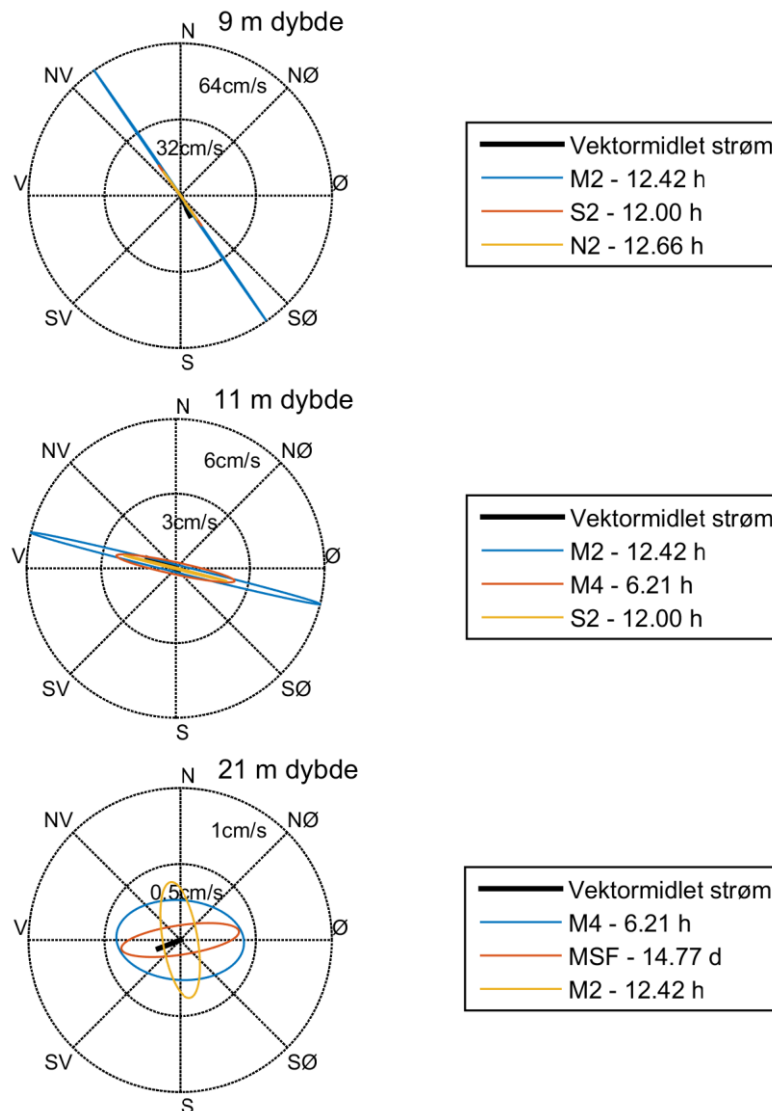 9 m dybde
N
NV
NØ
64cm/s
32cm/s
V
Ø
SV
SØ
S
Vektormidlet strøm
M2 - 12.42 h
S2 - 12.00 h
N2 - 12.66 h
11 m dybde
N
NV
NØ
6cm/s
3cm/s
V
Ø
SV
SØ
S
Vektormidlet strøm
M2 - 12.42 h
M4 - 6.21 h
S2 - 12.00 h
21 m dybde
N
NV
NØ
1cm/s
0.5cm/s
V
Ø
SV
SØ
S
Vektormidlet strøm
M4 - 6.21 h
MSF - 14.77 d
M2 - 12.42 h